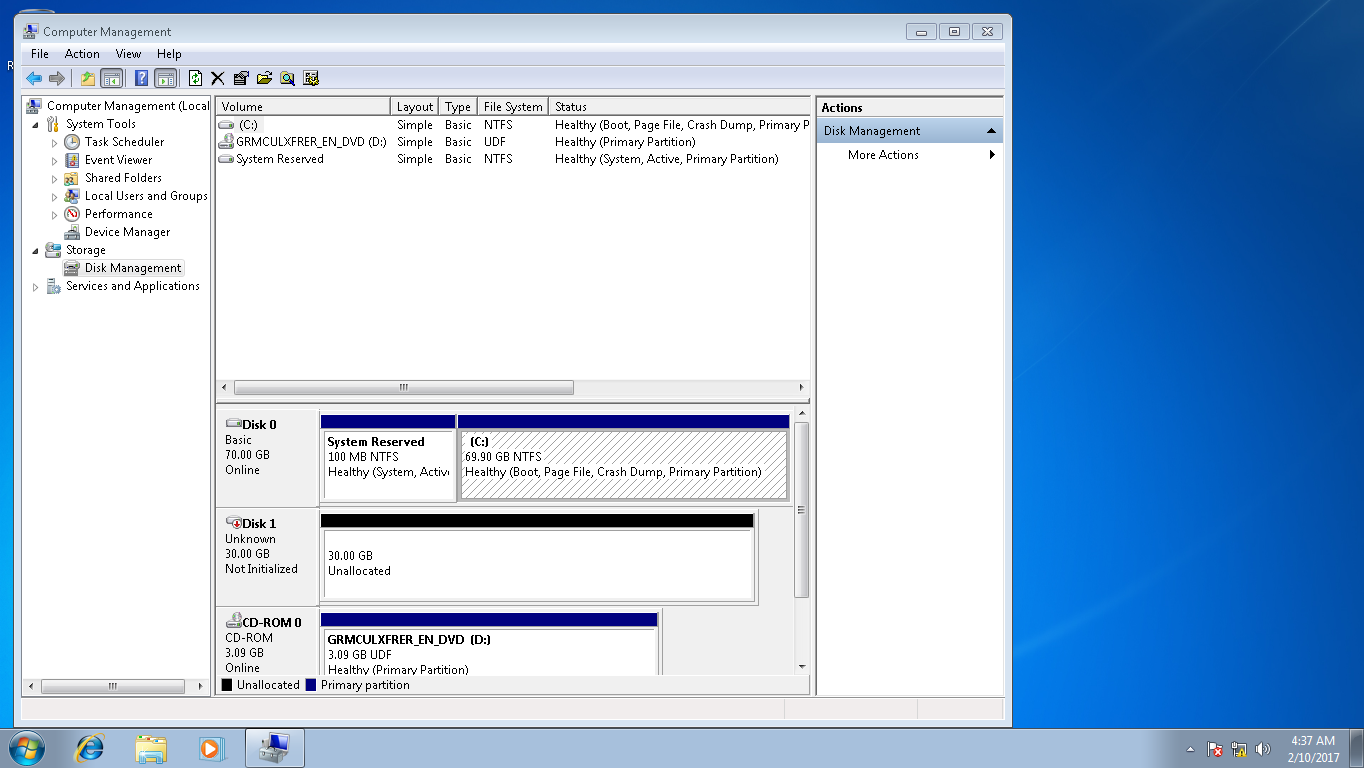 R
Computer Management
File Action View Help
Computer Management (Local
System Tools
Task Scheduler
Event Viewer
Shared Folders
Local Users and Groups
Performance
Device Manager
Storage
Disk Management
Services and Applications
Volume Layout Type File System Status
(C:) Simple Basic NTFS Healthy (Boot, Page File, Crash Dump, Primary P
GRMCULXFRER_EN_DVD (D:) Simple Basic UDF Healthy (Primary Partition)
System Reserved Simple Basic NTFS Healthy (System, Active, Primary Partition)
Disk 0
Basic
70.00 GB
Online
System Reserved
100 MB NTFS
Healthy (System, Activ
(C:)
69.90 GB NTFS
Healthy (Boot, Page File, Crash Dump, Primary Partition)
Disk 1
Unknown
30.00 GB
Not Initialized
30.00 GB
Unallocated
CD-ROM 0
CD-ROM
3.09 GB
Online
GRMCULXFRER_EN_DVD (D:)
3.09 GB UDF
Healthy (Primary Partition)
Unallocated Primary partition
Actions
Disk Management
More Actions
4:37 AM
2/10/2017